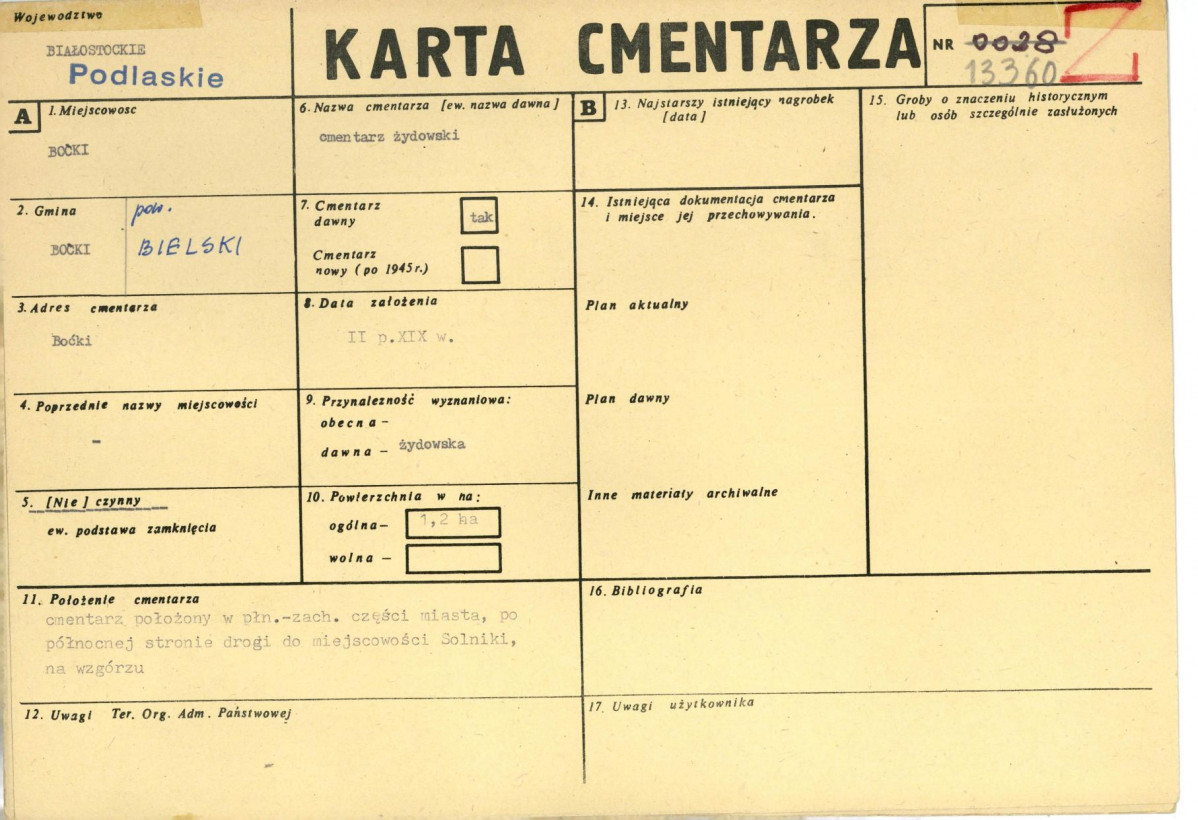 Województwo
BIAŁOSTOCKIE
Podlaskie
KARTA CMENTARZA
NR 0028
13360
Z
A
1. Miejscowosc
BOĆKI
2. Gmina
BOĆKI
pow.
BIELSKI
3. Adres cmentarza
Boćki
4. Poprzednie nazwy miejscowości
-
5. [Nie] czynny
ew. podstawa zamknięcia
6. Nazwa cmentarza [ew. nazwa dawna]
cmentarz żydowski
7. Cmentarz
dawny
tak
Cmentarz
nowy (po 1945 r.)
8. Data założenia
II p.XIX w.
9. Przynalezność wyznaniowa:
obecna –
dawna – żydowska
10. Powierzchnia w ha:
ogólna – 1,2 ha
wolna –
11. Położenie cmentarza
cmentarz położony w płn.-zach. części miasta, po
północnej stronie drogi do miejscowości Solniki,
na wzgórzu
12. Uwagi Ter. Org. Adm. Państwowej
-
B
13. Najstarszy istniejący nagrobek
[data]
14. Istniejąca dokumentacja cmentarza
i miejsce jej przechowywania.
Plan aktualny
Plan dawny
Inne materiały archiwalne
15. Groby o znaczeniu historycznym
lub osób szczególnie zasłużonych
16. Bibliografia
17. Uwagi użytkownika